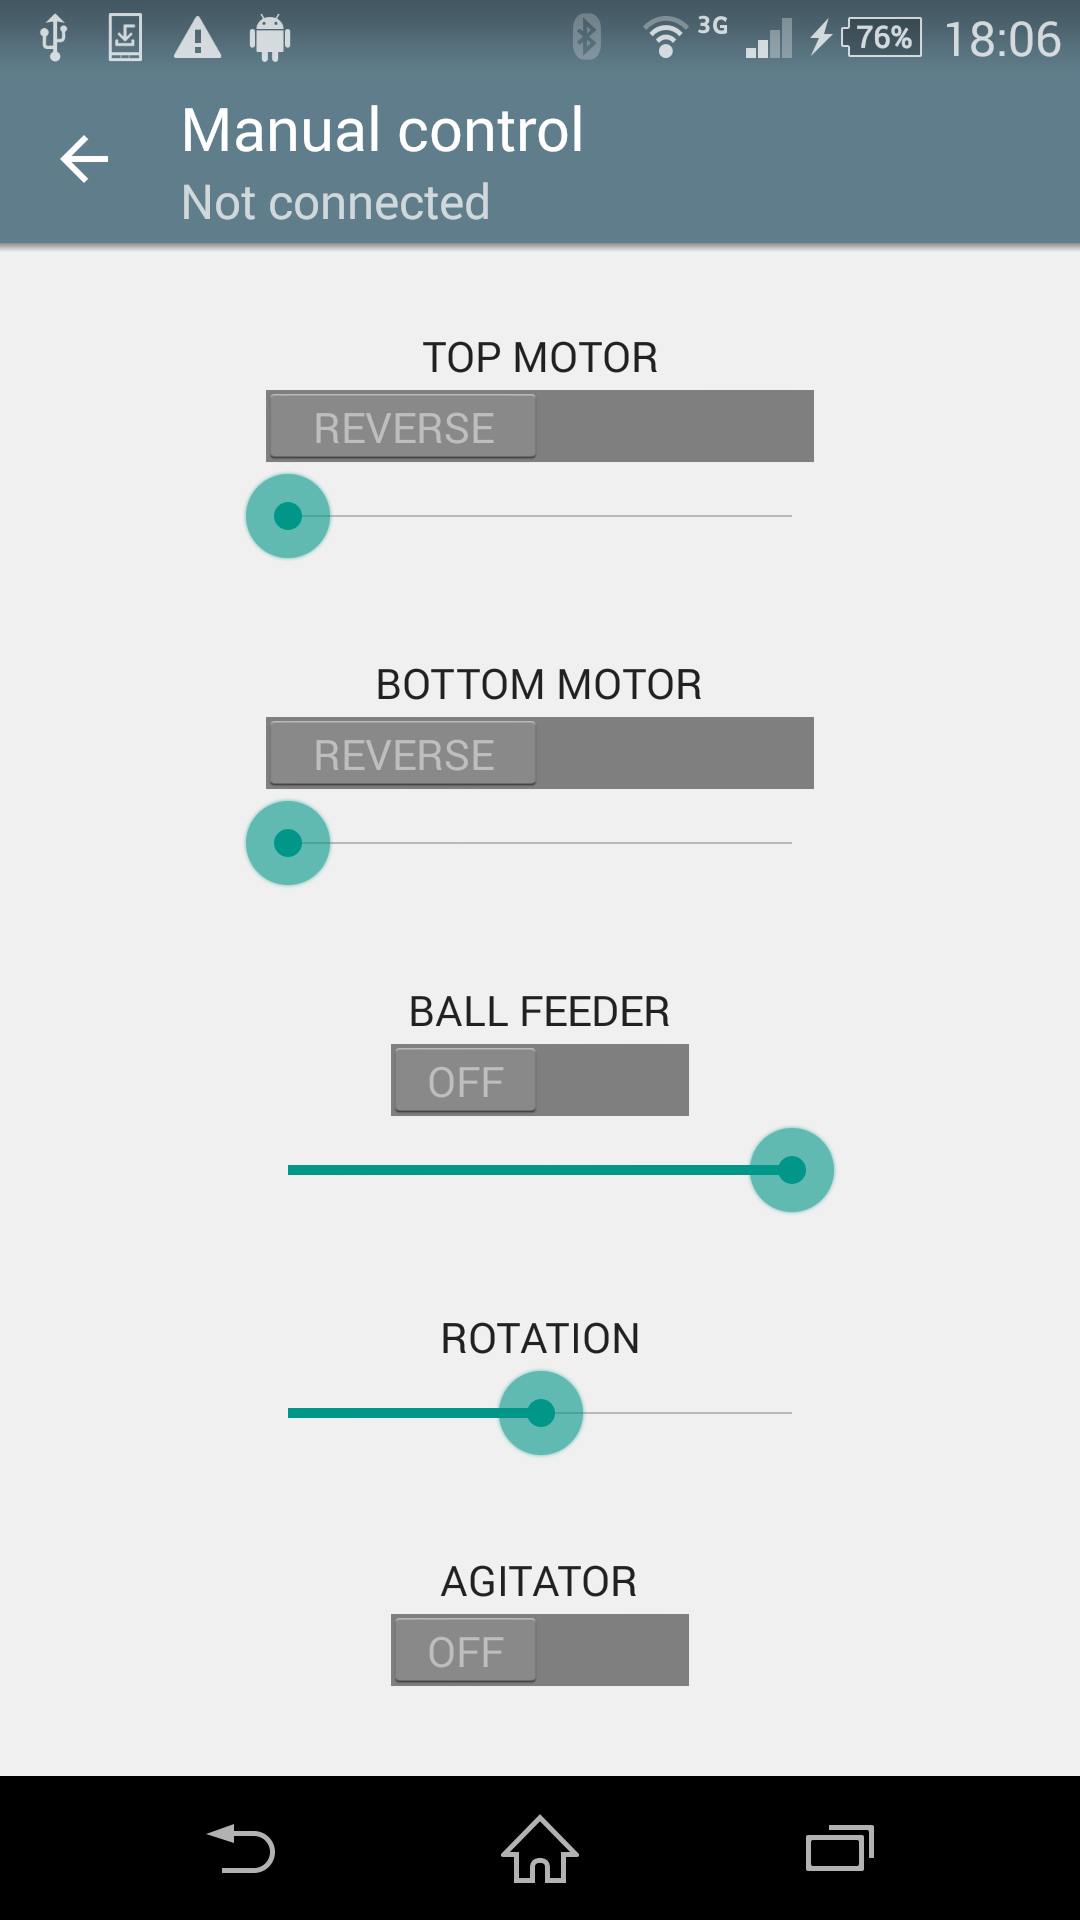 3G 76% 18:06
Manual control
Not connected
TOP MOTOR
REVERSE
BOTTOM MOTOR
REVERSE
BALL FEEDER
OFF
ROTATION
AGITATOR
OFF